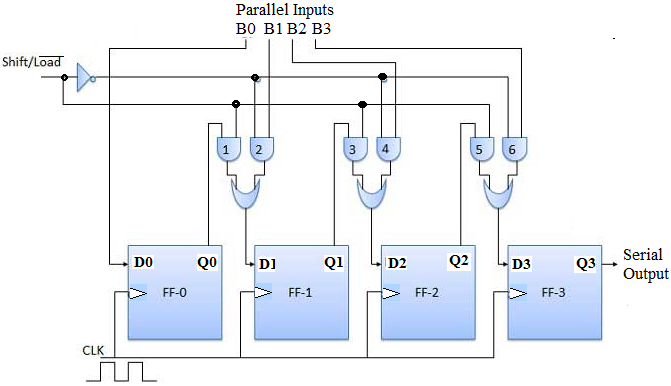 Parallel Inputs
B0 B1 B2 B3
Shift/Load
1 2 3 4 5 6
D0 Q0 D1 Q1 D2 Q2 D3 Q3
Serial
Output
FF-0 FF-1 FF-2 FF-3
CLK